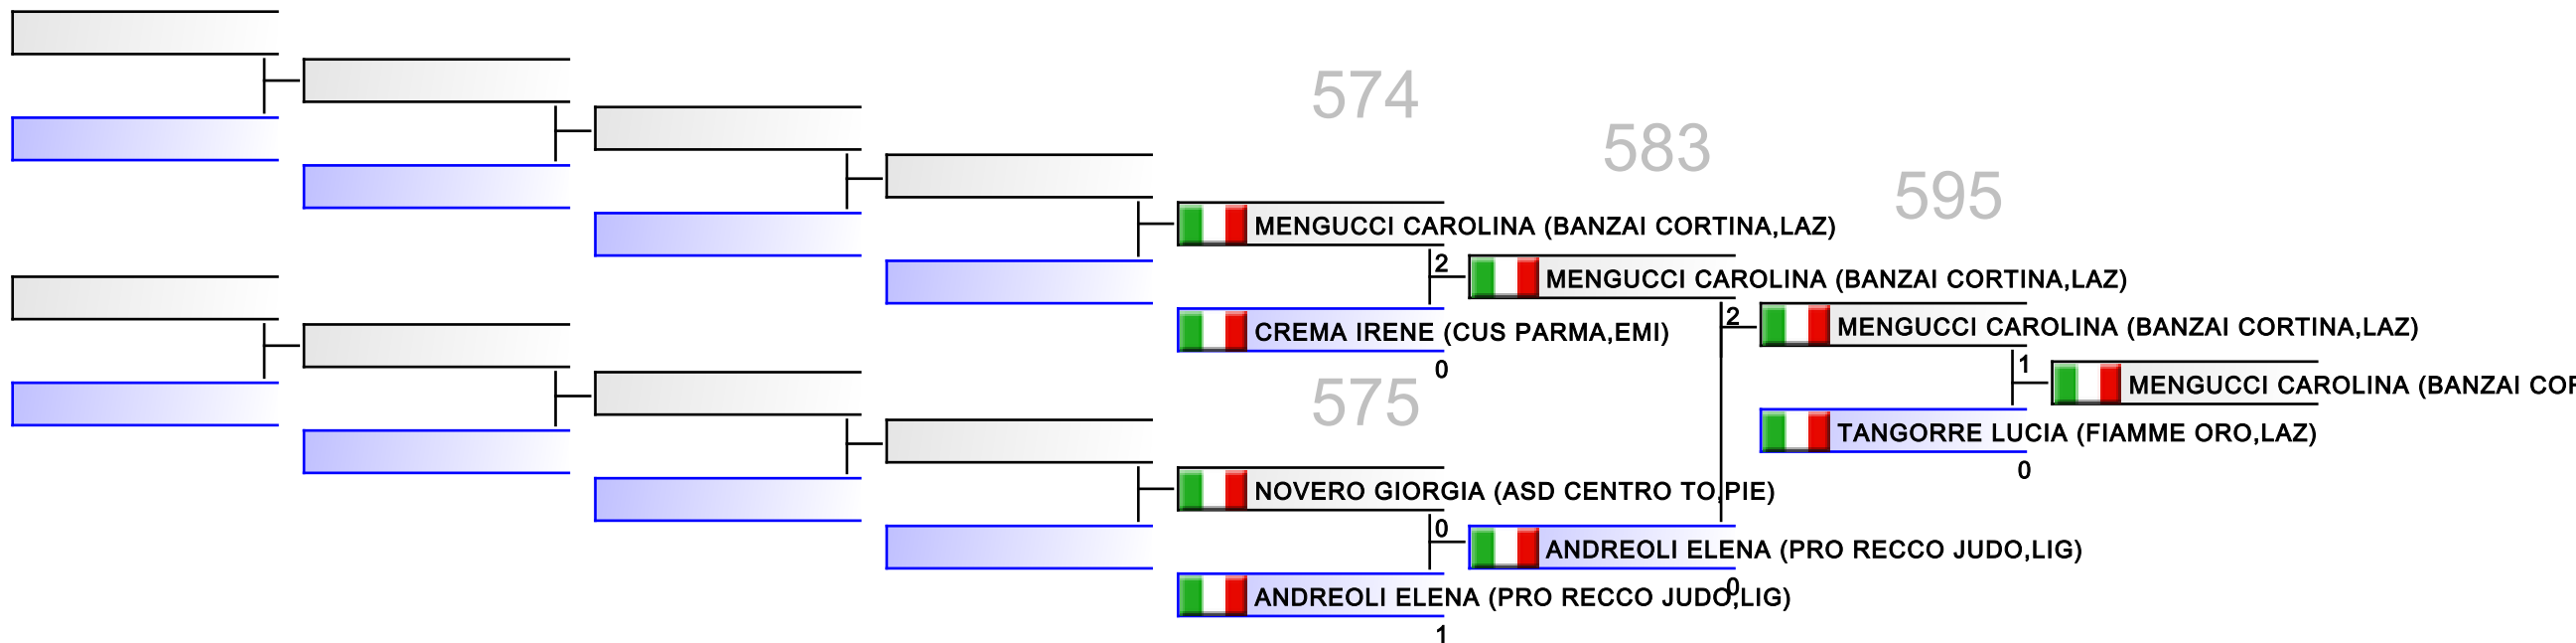 574
583
595
MENGUCCI CAROLINA (BANZAI CORTINA,LAZ)
2
MENGUCCI CAROLINA (BANZAI CORTINA,LAZ)
2
MENGUCCI CAROLINA (BANZAI CORTINA,LAZ)
CREMA IRENE (CUS PARMA,EMI)
0
1
MENGUCCI CAROLINA (BANZAI
575
TANGORRE LUCIA (FIAMME ORO,LAZ)
0
NOVERO GIORGIA (ASD CENTRO TO,PIE)
0
ANDREOLI ELENA (PRO RECCO JUDO,LIG)
0
ANDREOLI ELENA (PRO RECCO JUDO,LIG)
1